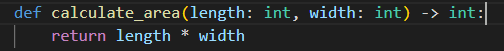 def calculate_area(length: int, width: int) -> int:
    return length * width